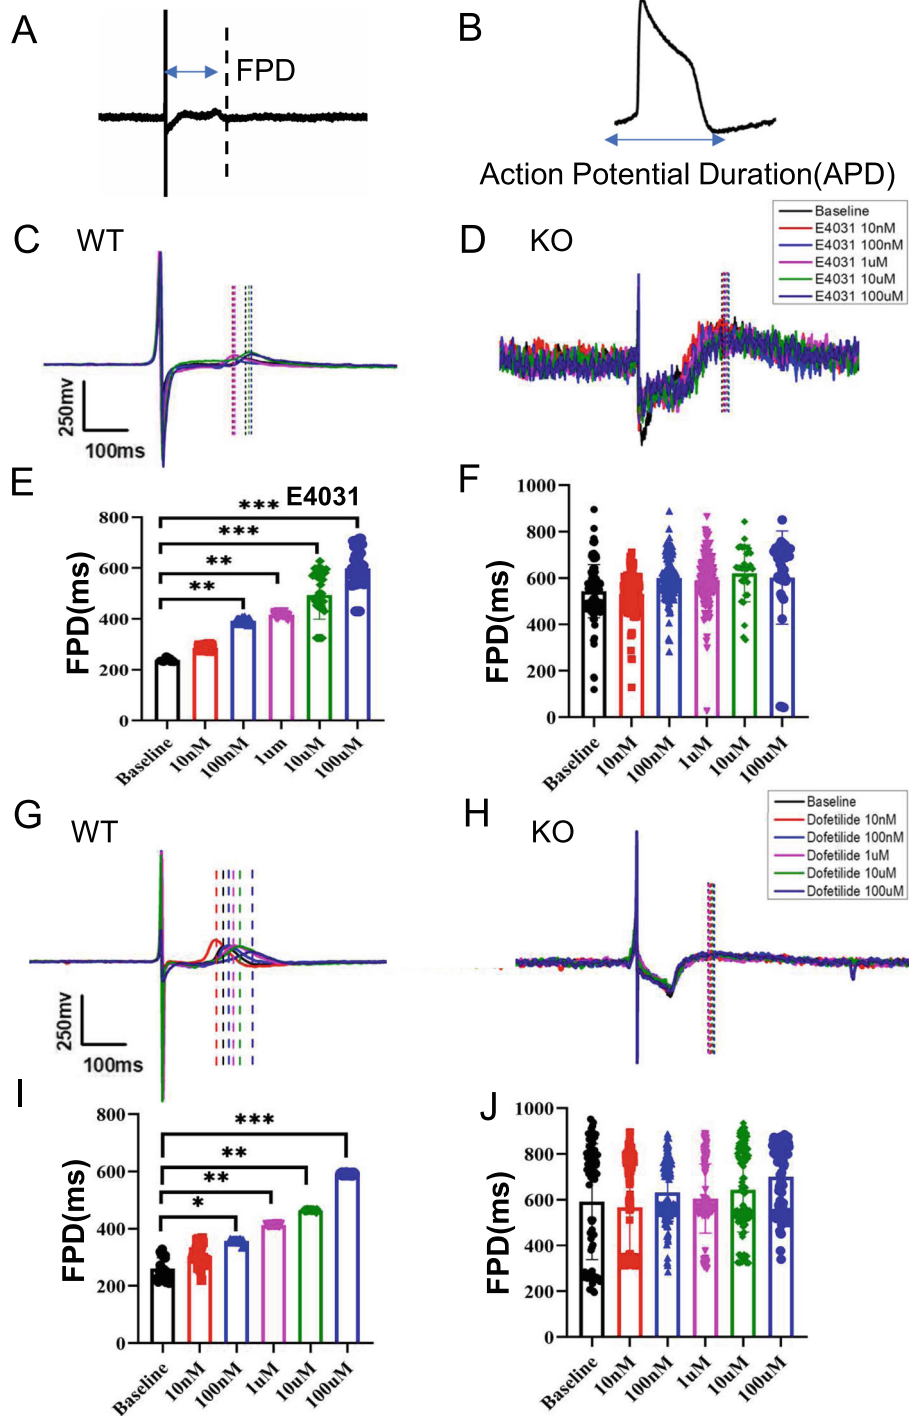 A
FPD
B
Action Potential Duration(APD)
C
WT
250mv
100ms
D
KO
Baseline
E4031 10nM
E4031 100nM
E4031 1uM
E4031 10uM
E4031 100uM
E
E4031
***
***
**
**
FPD(ms)
800
600
400
200
0
Baseline
10nM
100nM
1um
10uM
100uM
F
FPD(ms)
1000
800
600
400
200
0
Baseline
10nM
100nM
1uM
10uM
100uM
G
WT
250mv
100ms
H
KO
Baseline
Dofetilide 10nM
Dofetilide 100nM
Dofetilide 1uM
Dofetilide 10uM
Dofetilide 100uM
I
***
**
**
*
FPD(ms)
800
600
400
200
0
Baseline
10nM
100nM
1uM
10uM
100uM
J
FPD(ms)
1000
800
600
400
200
0
Baseline
10nM
100nM
1uM
10uM
100uM